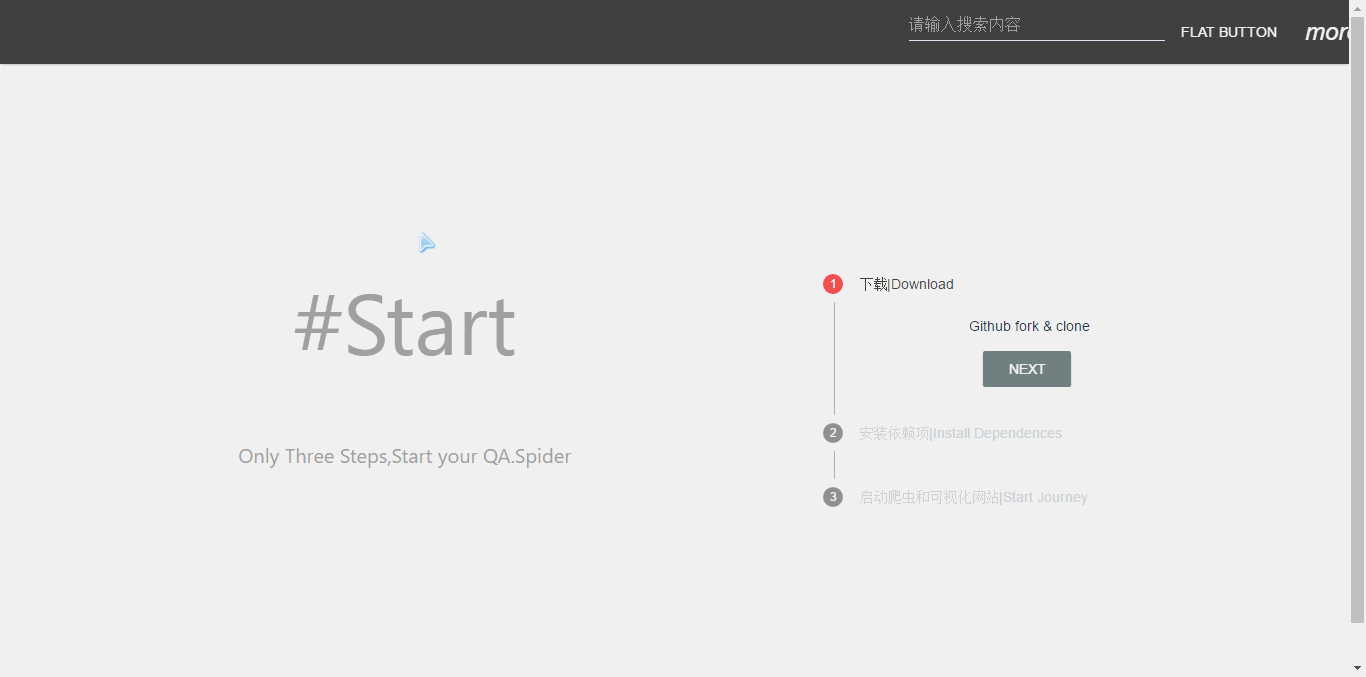 请输入搜索内容
FLAT BUTTON
more
#Start
Only Three Steps,Start your QA.Spider
1 下载|Download
Github fork & clone
NEXT
2 安装依赖项|Install Dependences
3 启动爬虫和可视化网站|Start Journey